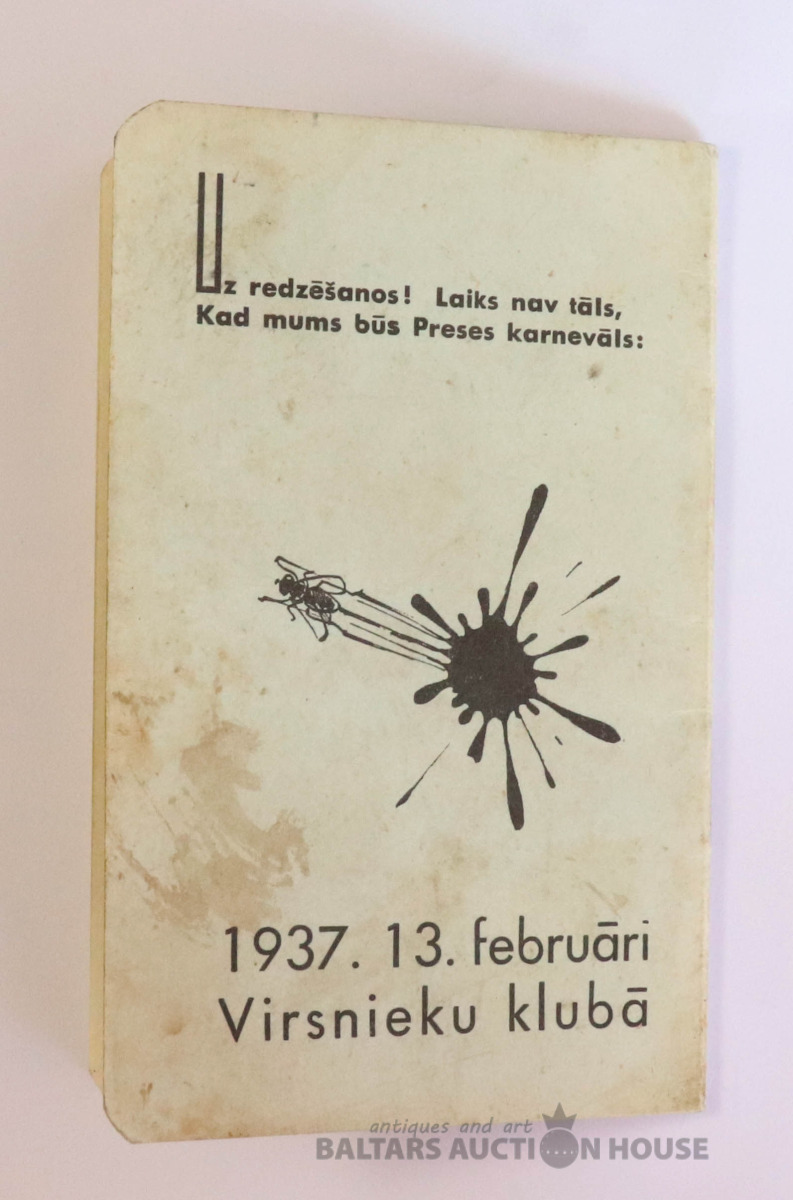 Uz redzēšanos! Laiks nav tāls,
Kad mums būs Preses karnevāls:
1937. 13. februāri
Virsnieku klubā
antiques and art
BALTARS AUCTION HOUSE